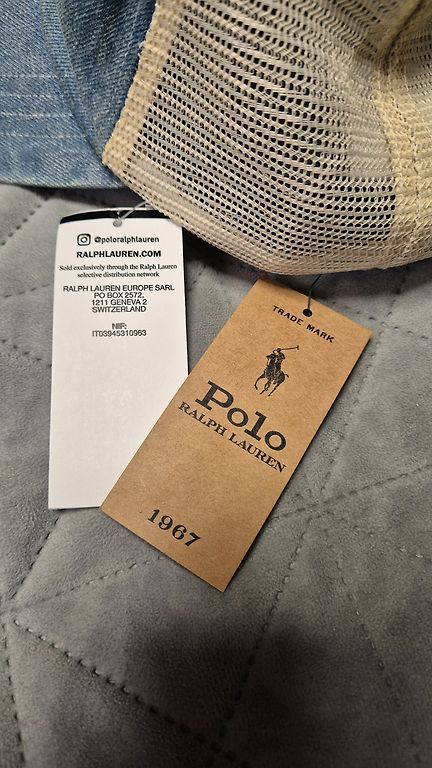 @poloralphlauren
RALPHLAUREN.COM
Sold exclusively through the Ralph Lauren
selective distribution network
RALPH LAUREN EUROPE SARL
PO BOX 2572,
1211 GENEVA 2
SWITZERLAND
NIF:
IT03945310963
TRADE MARK
Polo
RALPH LAUREN
1967